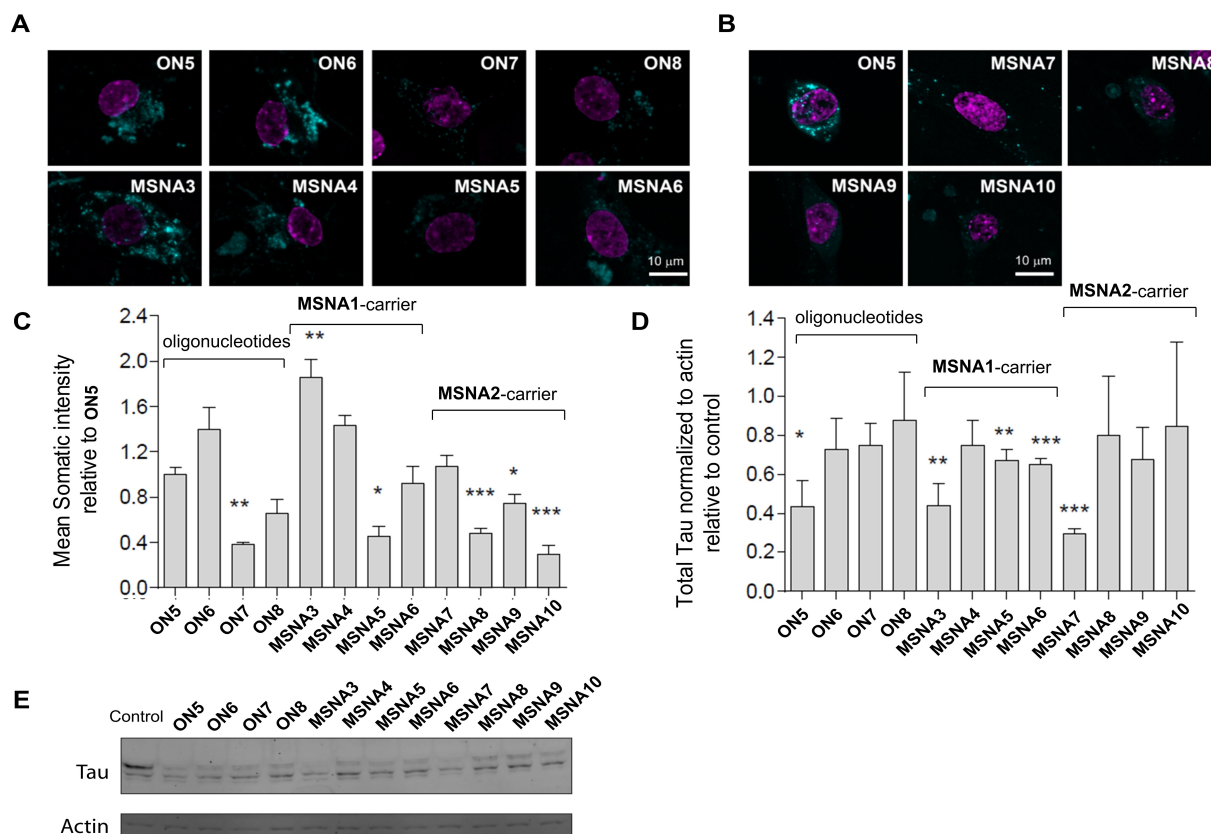 A
B
ON5
ON6
ON7
ON8
MSNA3
MSNA4
MSNA5
MSNA6
10 μm
ON5
MSNA7
MSNA8
MSNA9
MSNA10
10 μm
C
MSNA1-carrier
oligonucleotides
MSNA2-carrier
Mean Somatic intensity
relative to ON5
2.4
2.0
1.6
1.2
0.8
0.4
0.0
**
**
*
***
*
***
ON5
ON6
ON7
ON8
MSNA3
MSNA4
MSNA5
MSNA6
MSNA7
MSNA8
MSNA9
MSNA10
D
MSNA2-carrier
oligonucleotides
MSNA1-carrier
Total Tau normalized to actin
relative to control
1.4
1.2
1.0
0.8
0.6
0.4
0.2
0.0
*
**
**
***
***
ON5
ON6
ON7
ON8
MSNA3
MSNA4
MSNA5
MSNA6
MSNA7
MSNA8
MSNA9
MSNA10
E
Control
ON5
ON6
ON7
ON8
MSNA3
MSNA4
MSNA5
MSNA6
MSNA7
MSNA8
MSNA9
MSNA10
Tau
Actin